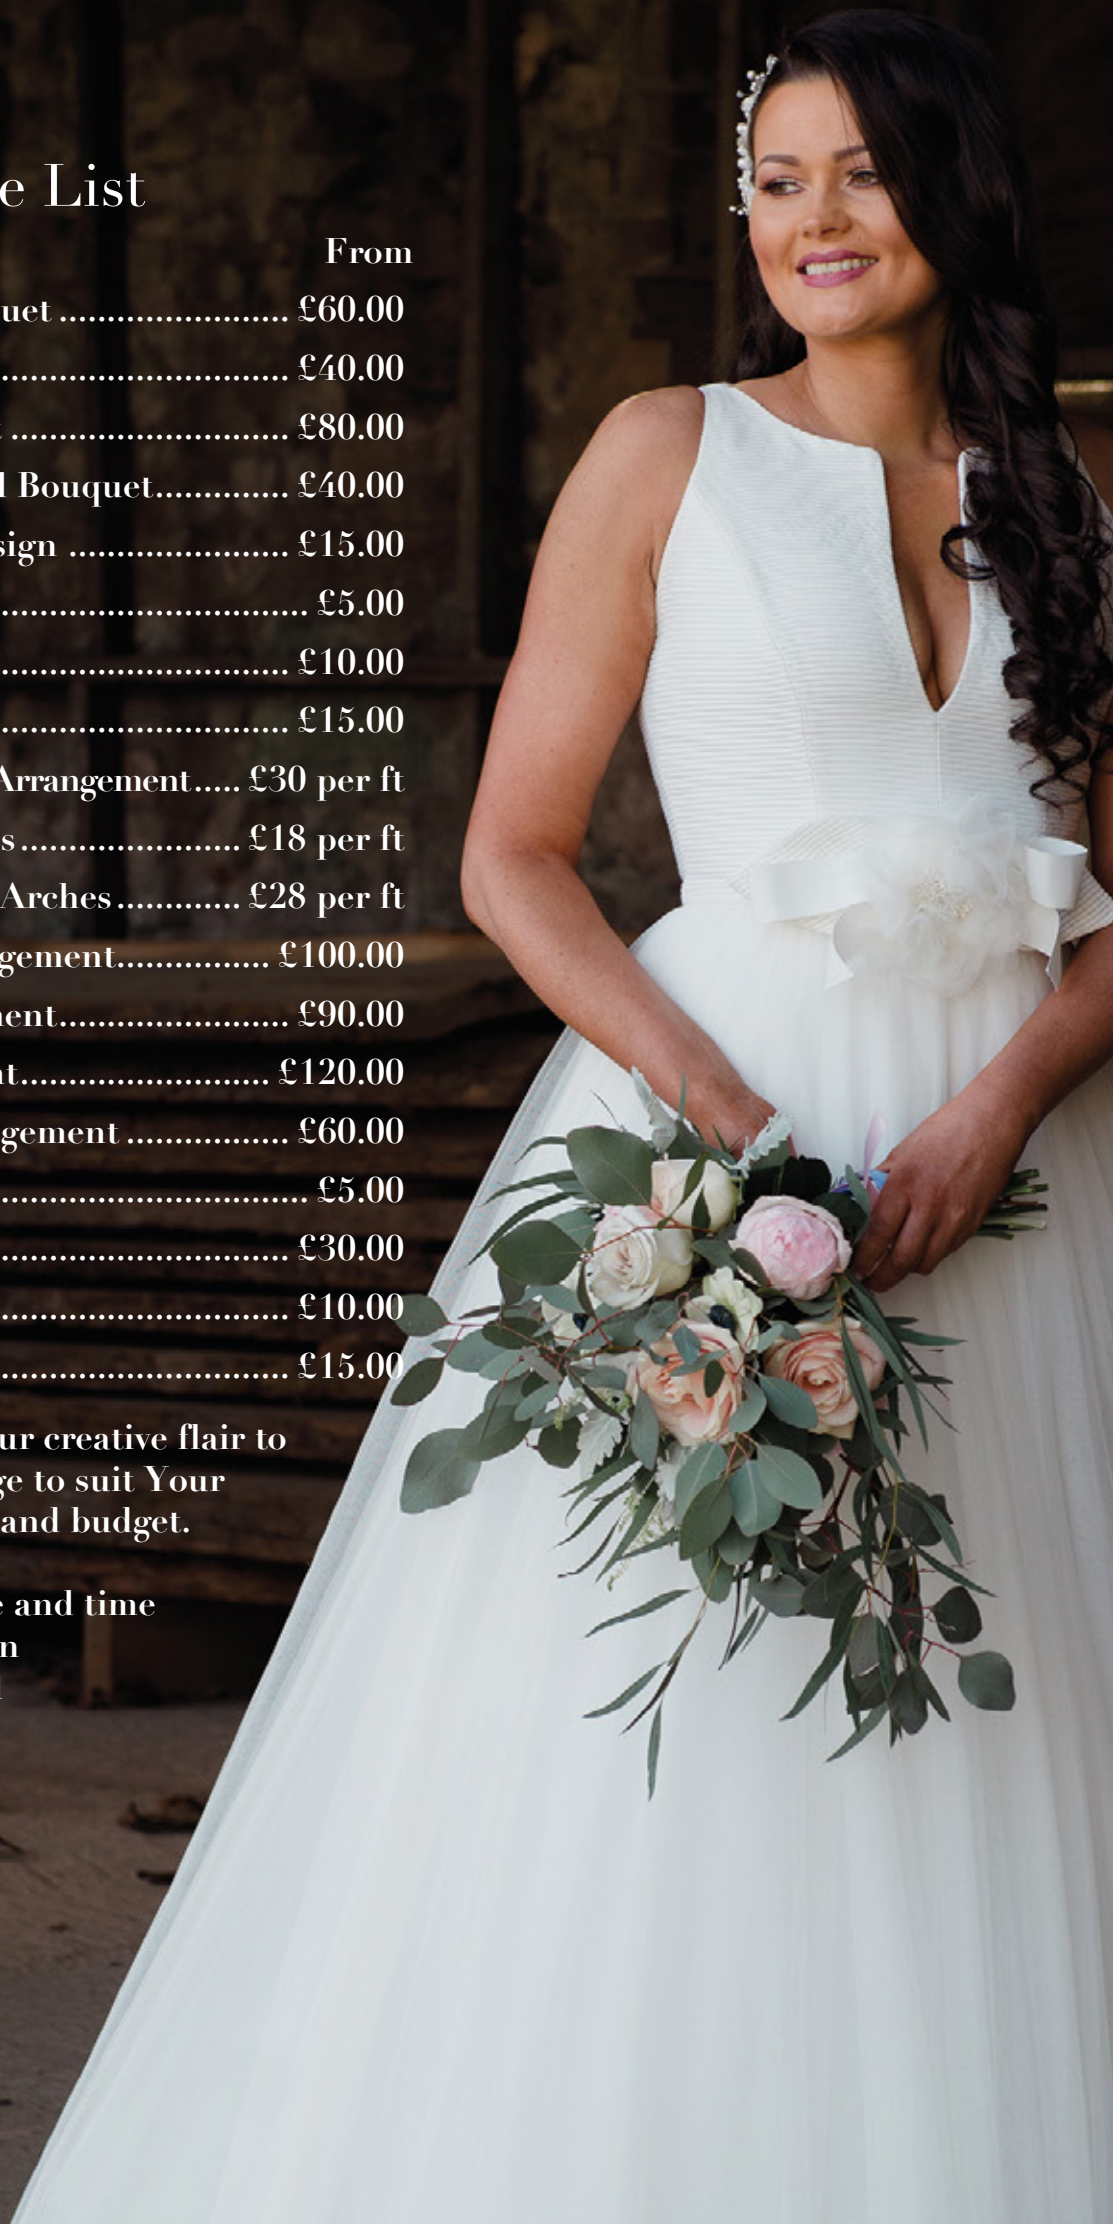 e List
From
uet ........................ £60.00
.............................. £40.00
............................. £80.00
l Bouquet.............. £40.00
sign ....................... £15.00
................................ £5.00
.............................. £10.00
.............................. £15.00
Arrangement..... £30 per ft
s....................... £18 per ft
Arches ............. £28 per ft
gement................ £100.00
ent........................ £90.00
t.......................... £120.00
gement ................. £60.00
................................ £5.00
.............................. £30.00
.............................. £10.00
.............................. £15.00
ur creative flair to
ge to suit Your
and budget.
e and time
n